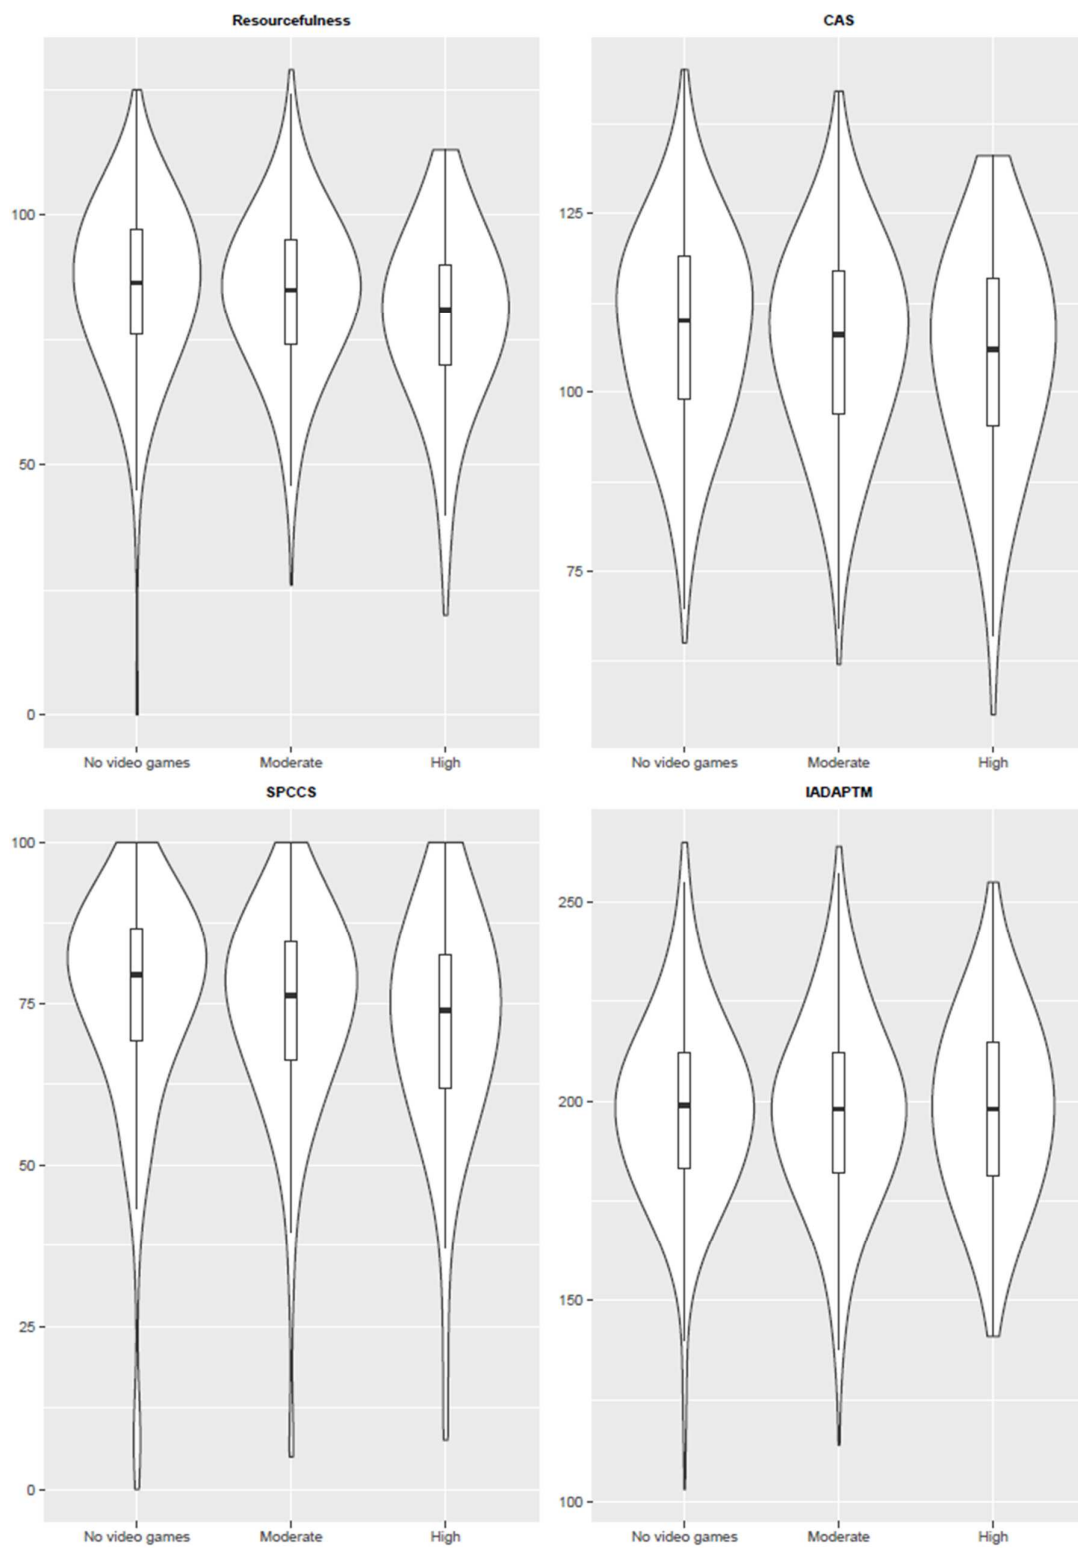 Resourcefulness
100
50
0
No video games Moderate High
CAS
125
100
75
No video games Moderate High
SPCCS
100
75
50
25
0
No video games Moderate High
IADAPTM
250
200
150
100
No video games Moderate High